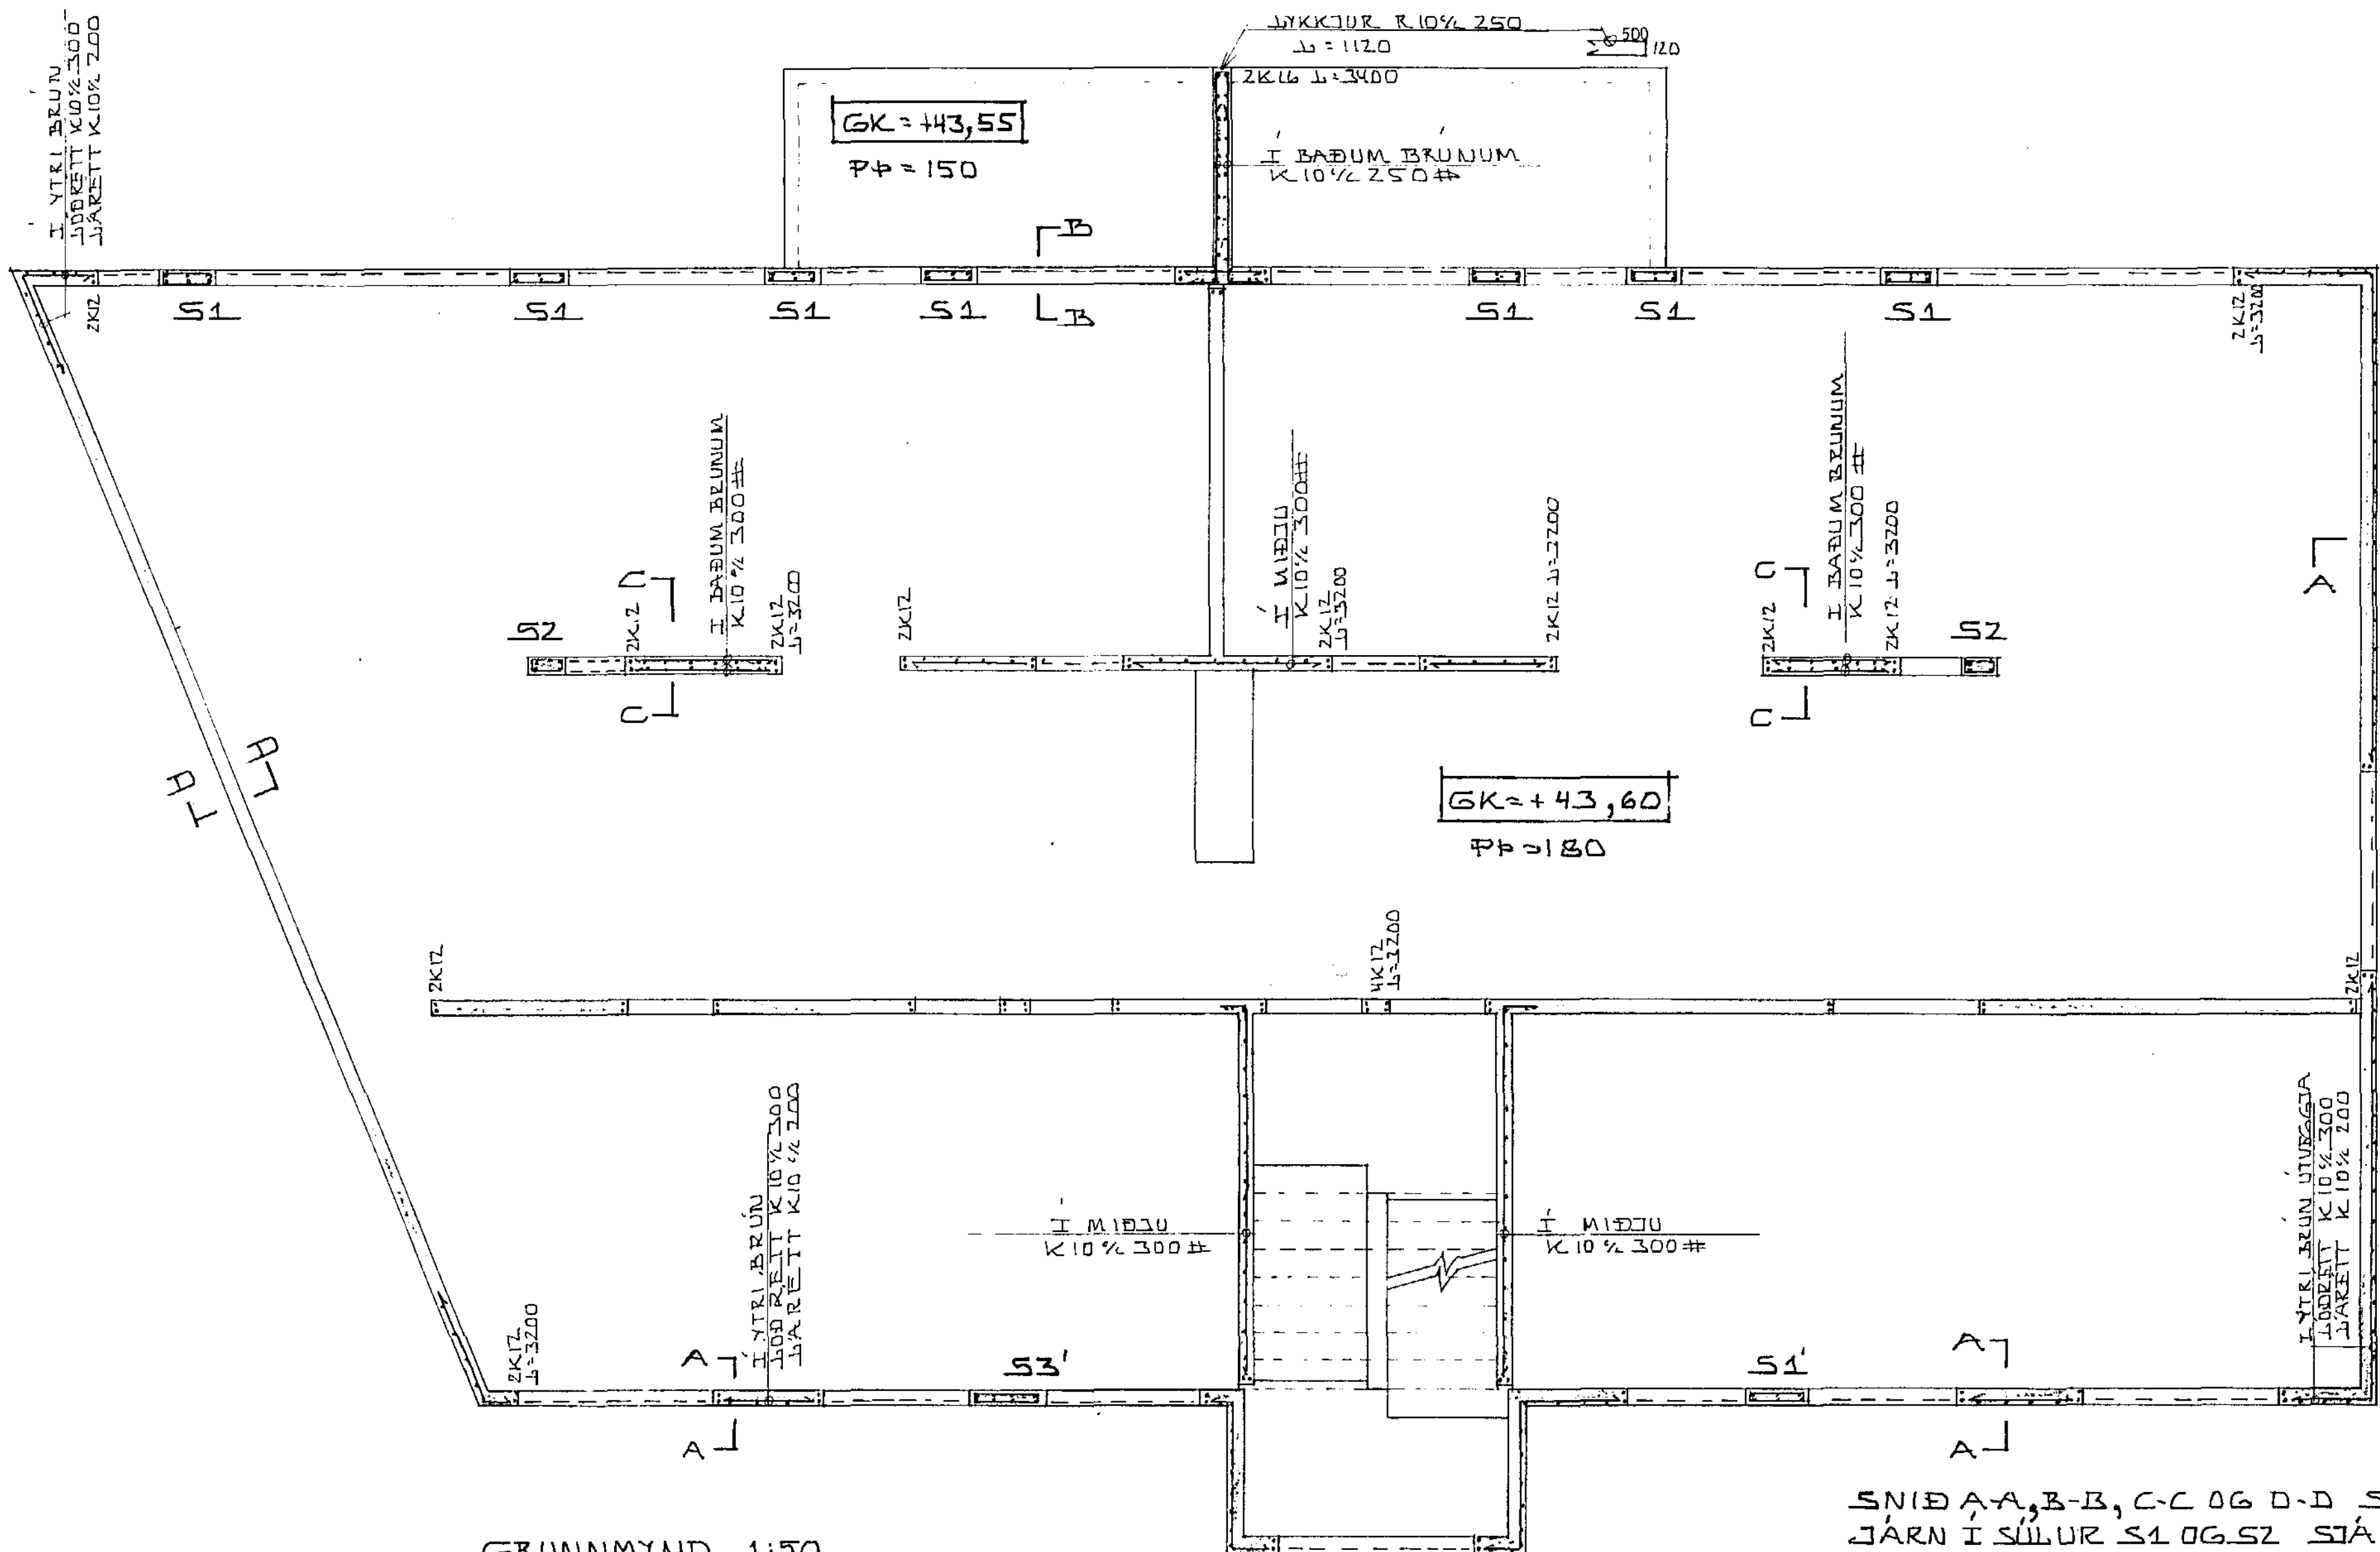 LYKKJUR R10% 250
L=1120
500
120
2K16 L=3400
Í YTRI BRÚN
LÓÐRÉTT K10% 300
LÁRÉTT K10% 200
GK=+43,55
PÞ=150
Í BÁÐUM BRÚNUM
K10% 250 #
B
B
2K12
S1
S1
S1
S1
S1
S1
S1
2K12
L=3200
Í BÁÐUM BRÚNUM
K10% 300 #
Í MIÐJU
K10% 300 #
Í BÁÐUM BRÚNUM
K10% 300 #
A
C
C
S2
2K12
2K12
L=3200
2K12
2K12
L=3200
2K12 L=3200
C
C
2K12
2K12 L=3200
S2
A
A
GK=+43,60
PÞ=180
2K12
4K12
L=3200
2K12
Í YTRI BRÚN
LÓÐRÉTT K10% 300
LÁRÉTT K10% 200
Í MIÐJU
K10% 300 #
Í MIÐJU
K10% 300 #
Í YTRI BRÚN ÚTVEGGJA
LÓÐRÉTT K10% 300
LÁRÉTT K10% 200
2K12
L=3200
A
A
S3'
S1'
A
A
SNIÐ A-A, B-B, C-C OG D-D S
JÁRN Í SÚLUR S1 OG S2 SJÁ
GRUNNMYND 1:50